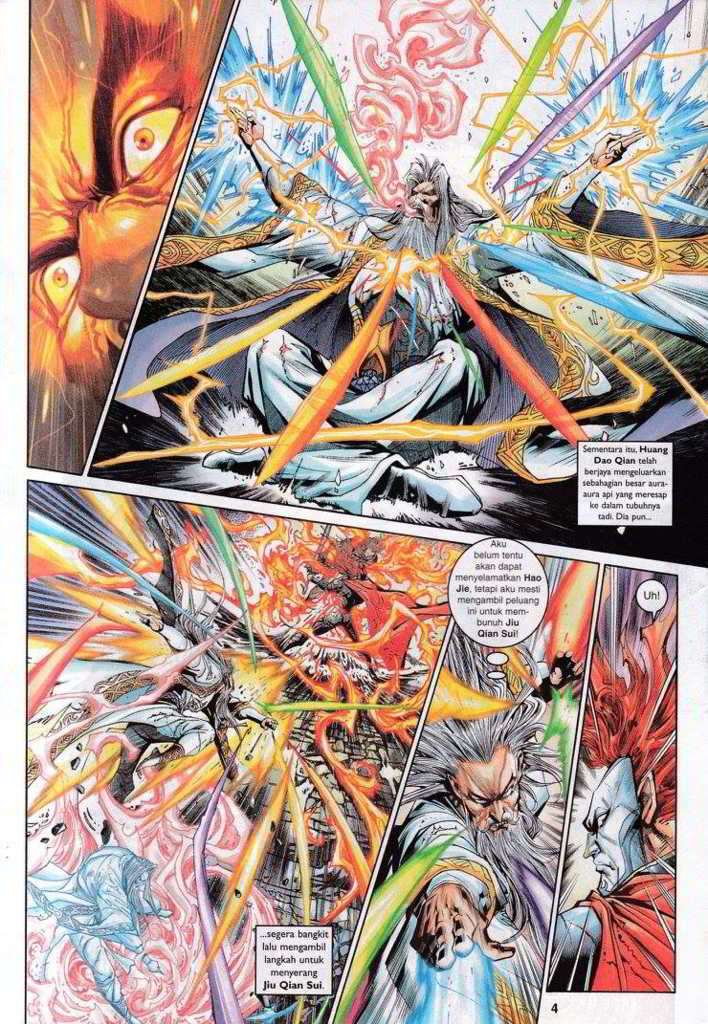 Sementara itu, Huang
Dao Qian telah
berjaya mengeluarkan
sebahagian besar aura-
aura api yang meresap
ke dalam tubuhnya
tadi. Dia pun...
Aku
belum tentu
akan dapat
menyelamatkan Hao
Jie, tetapi aku mesti
mengambil peluang
ini untuk mem-
bunuh Jiu
Qian Sui!
Uh!
...segera bangkit
lalu mengambil
langkah untuk
menyerang
Jiu Qian Sui.
4